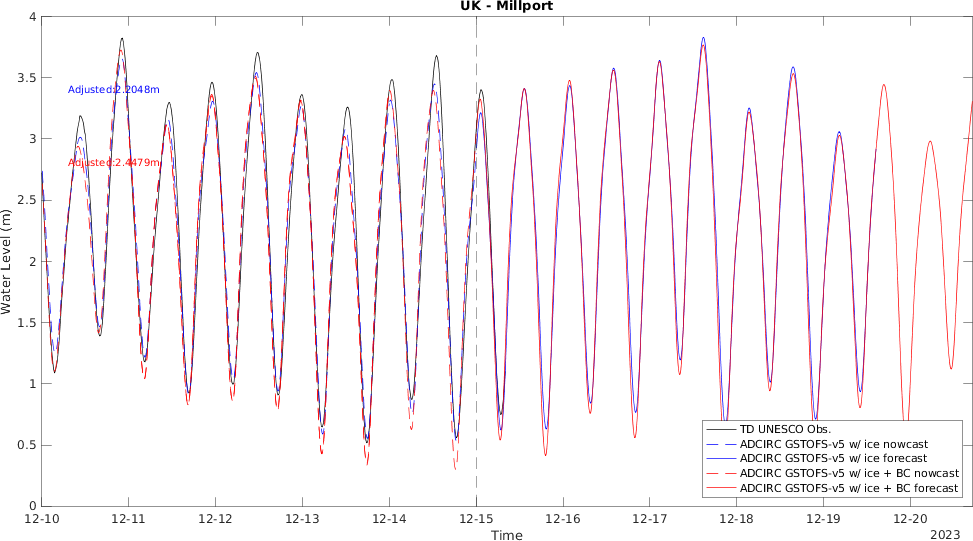 UK - Millport
4
3.5
3
2.5
2
1.5
1
0.5
0
Water Level (m)
Adjusted:2.2048m
Adjusted:2.4479m
TD UNESCO Obs.
ADCIRC GSTOFS-v5 w/ ice nowcast
ADCIRC GSTOFS-v5 w/ ice forecast
ADCIRC GSTOFS-v5 w/ ice + BC nowcast
ADCIRC GSTOFS-v5 w/ ice + BC forecast
12-10 12-11 12-12 12-13 12-14 12-15 12-16 12-17 12-18 12-19 12-20
Time
2023